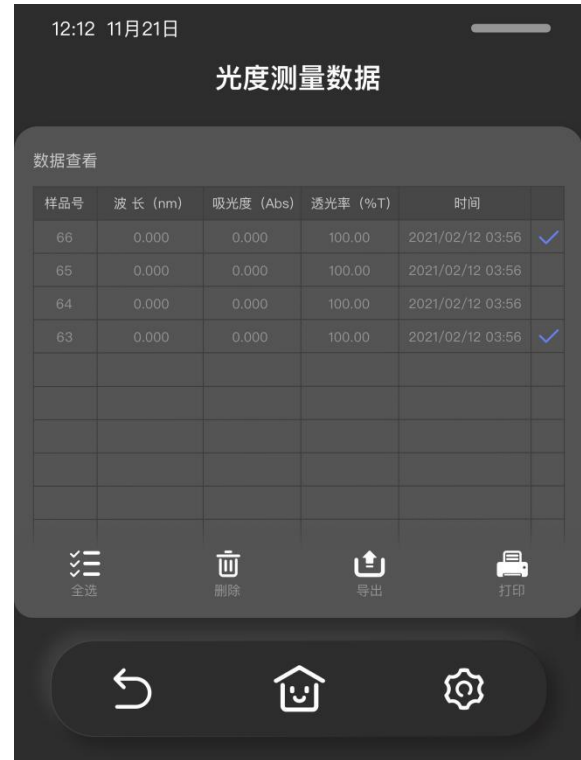 12:12 11月21日
光度测量数据
数据查看
样品号 波 长（nm） 吸光度（Abs） 透光率（%T） 时间
66 0.000 0.000 100.00 2021/02/12 03:56
65 0.000 0.000 100.00 2021/02/12 03:56
64 0.000 0.000 100.00 2021/02/12 03:56
63 0.000 0.000 100.00 2021/02/12 03:56
全选 删除 导出 打印